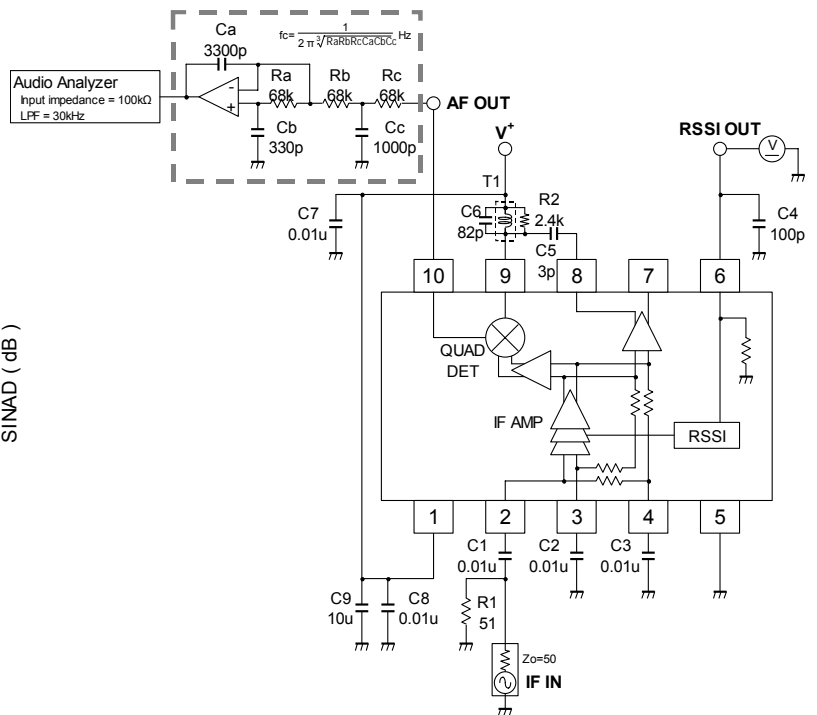 Ca
3300p
fc= 1 / 2 π ∛RaRbRcCaCbCc Hz
Audio Analyzer
Input impedance = 100kΩ
LPF = 30kHz
Ra
68k
Rb
68k
Rc
68k
-
+
AF OUT
Cb
330p
Cc
1000p
V+
RSSI OUT
V
T1
C7
0.01u
C6
82p
R2
2.4k
C5
3p
C4
100p
10
9
8
7
6
QUAD
DET
IF AMP
RSSI
SINAD ( dB )
1
2
3
4
5
C1
0.01u
C2
0.01u
C3
0.01u
C9
10u
C8
0.01u
R1
51
Zo=50
IF IN